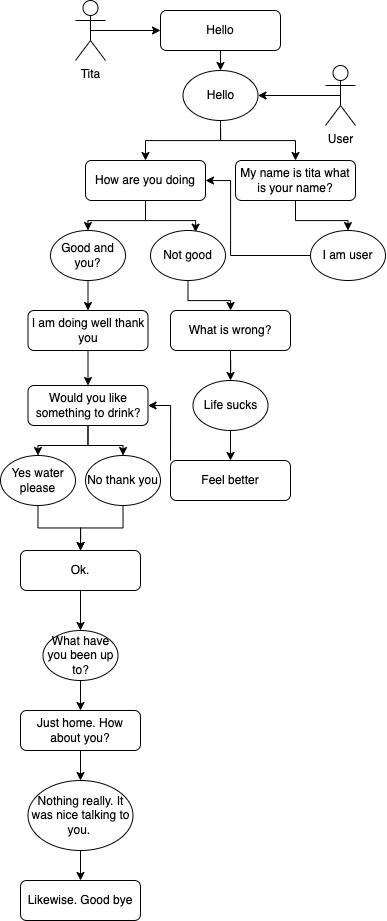 Hello
Tita
Hello
User
How are you doing
My name is tita what
is your name?
Good and
you?
Not good
I am user
I am doing well thank
you
What is wrong?
Would you like
something to drink?
Life sucks
Yes water
please
No thank you
Feel better
Ok.
What have
you been up
to?
Just home. How
about you?
Nothing really. It
was nice talking to
you.
Likewise. Good bye